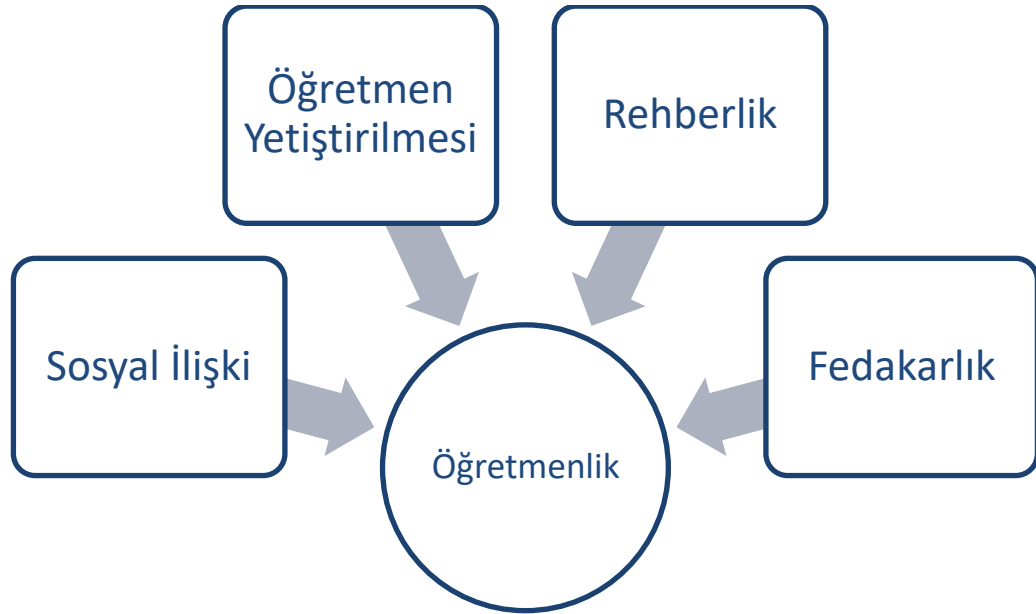 Öğretmen
Yetiştirilmesi
Rehberlik
Sosyal İlişki
Fedakarlık
Öğretmenlik